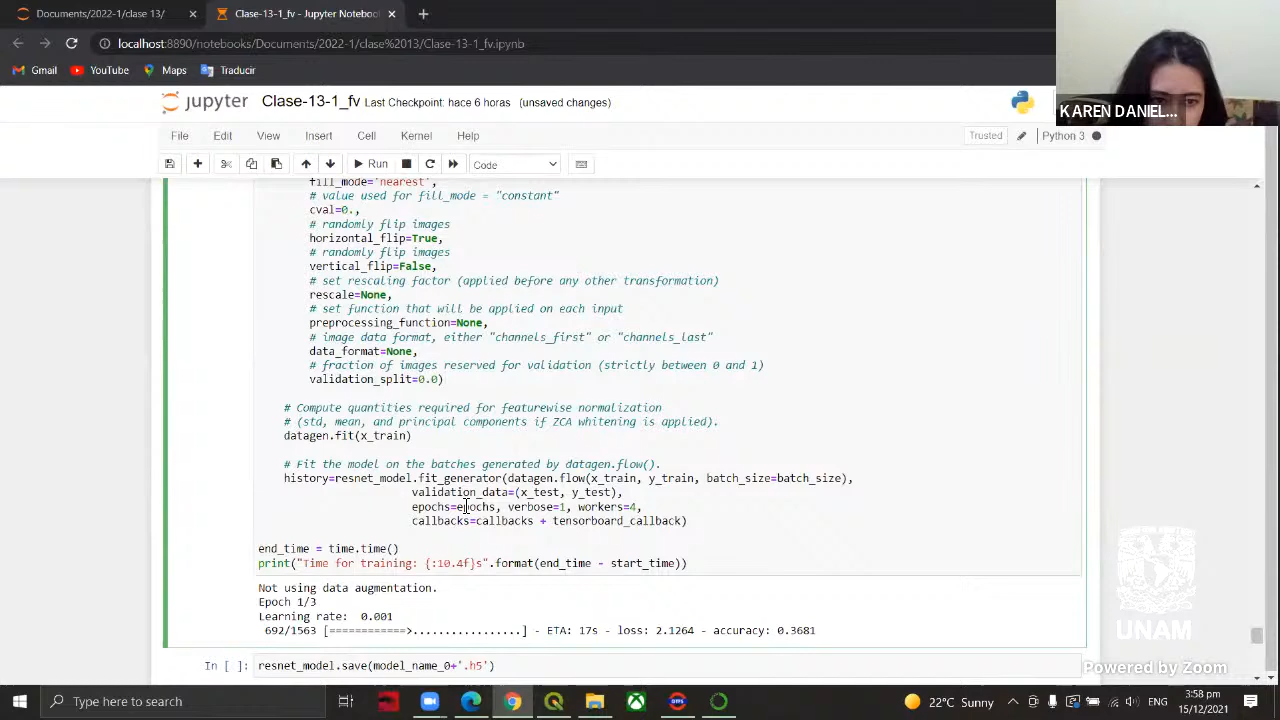 Documents/2022-1/clase 13/
Clase-13-1_fv - Jupyter Notebook
localhost:8890/notebooks/Documents/2022-1/clase%2013/Clase-13-1_fv.ipynb
Gmail YouTube Maps Traducir
jupyter Clase-13-1_fv Last Checkpoint: hace 6 horas (unsaved changes)
KAREN DANIEL...
File Edit View Insert Cell Kernel Help
Trusted Python 3
Run Code
fill_mode='nearest',
# value used for fill_mode = "constant"
cval=0.,
# randomly flip images
horizontal_flip=True,
# randomly flip images
vertical_flip=False,
# set rescaling factor (applied before any other transformation)
rescale=None,
# set function that will be applied on each input
preprocessing_function=None,
# image data format, either "channels_first" or "channels_last"
data_format=None,
# fraction of images reserved for validation (strictly between 0 and 1)
validation_split=0.0)
# Compute quantities required for featurewise normalization
# (std, mean, and principal components if ZCA whitening is applied).
datagen.fit(x_train)
# Fit the model on the batches generated by datagen.flow().
history=resnet_model.fit_generator(datagen.flow(x_train, y_train, batch_size=batch_size),
validation_data=(x_test, y_test),
epochs=epochs, verbose=1, workers=4,
callbacks=callbacks + tensorboard_callback)
end_time = time.time()
print("Time for training: {:10.4f}s".format(end_time - start_time))
Not using data augmentation.
Epoch 1/3
Learning rate:  0.001
692/1563 [============>.................] - ETA: 17s - loss: 2.1264 - accuracy: 0.3681
UNAM
In [ ]: resnet_model.save(model_name_0+'.h5')
Powered by Zoom
Type here to search
22°C Sunny
3:58 pm
15/12/2021